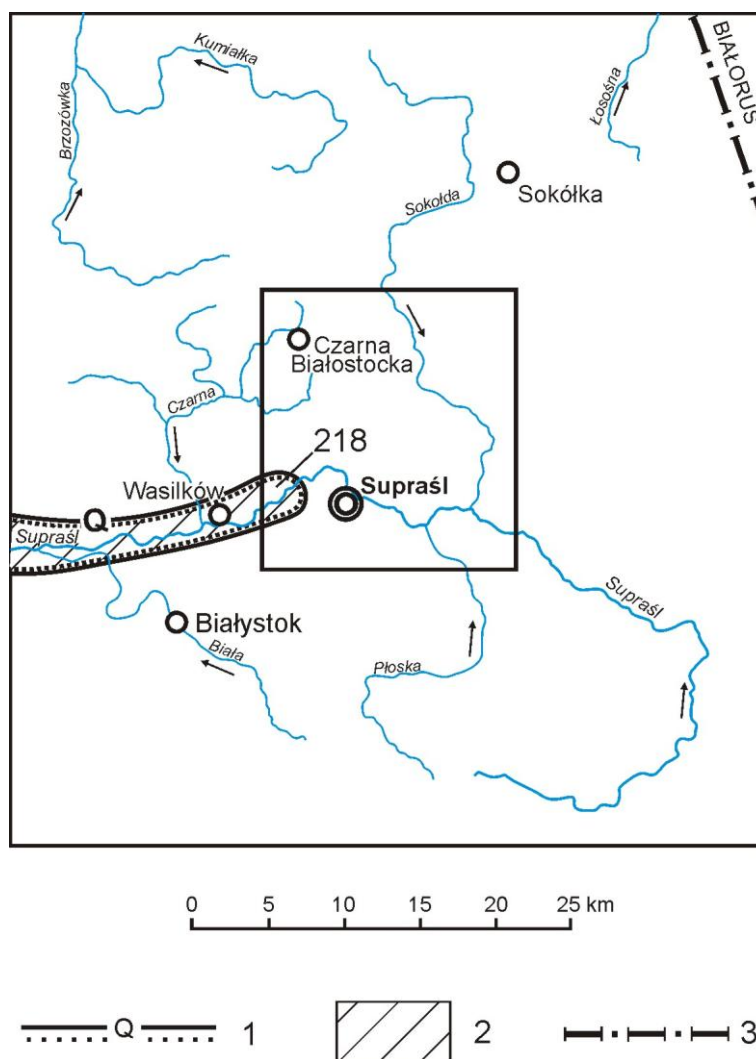 Kumiałka
Brzozówka
Łosośna
BIAŁORUŚ
Sokółka
Sokołda
Czarna
Białostocka
Czarna
218
Wasilków
Supraśl
Q
Supraśl
Supraśl
Białystok
Biała
Płoska
0 5 10 15 20 25 km
Q 1 2 3